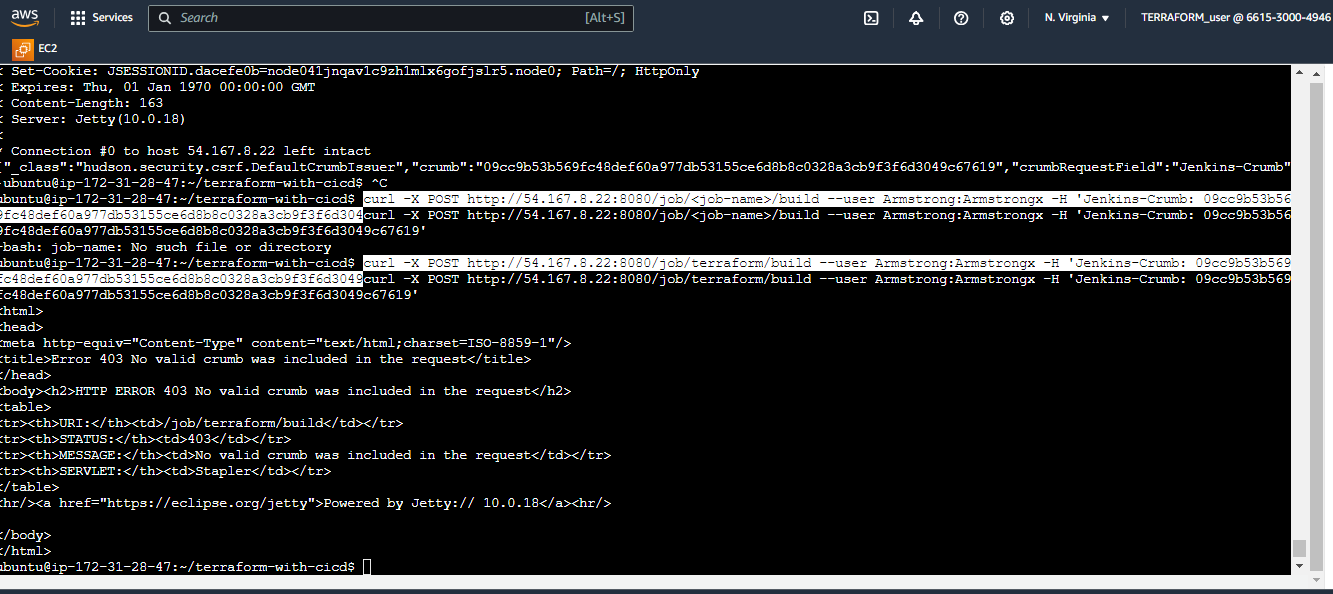 aws
Services
Search
[Alt+S]
N. Virginia
TERRAFORM_user @ 6615-3000-4946
EC2
< Set-Cookie: JSESSIONID.dacefe0b=node041jnqav1c9zh1mlx6gofjslr5.node0; Path=/; HttpOnly
< Expires: Thu, 01 Jan 1970 00:00:00 GMT
< Content-Length: 163
< Server: Jetty(10.0.18)
<
* Connection #0 to host 54.167.8.22 left intact
{"_class":"hudson.security.csrf.DefaultCrumbIssuer","crumb":"09cc9b53b569fc48def60a977db53155ce6d8b8c0328a3cb9f3f6d3049c67619","crumbRequestField":"Jenkins-Crumb"
-ubuntu@ip-172-31-28-47:~/terraform-with-cicd$ ^C
ubuntu@ip-172-31-28-47:~/terraform-with-cicd$ curl -X POST http://54.167.8.22:8080/job/<job-name>/build --user Armstrong:Armstrongx -H 'Jenkins-Crumb: 09cc9b53b56
9fc48def60a977db53155ce6d8b8c0328a3cb9f3f6d304curl -X POST http://54.167.8.22:8080/job/<job-name>/build --user Armstrong:Armstrongx -H 'Jenkins-Crumb: 09cc9b53b56
9fc48def60a977db53155ce6d8b8c0328a3cb9f3f6d3049c67619'
-bash: job-name: No such file or directory
ubuntu@ip-172-31-28-47:~/terraform-with-cicd$ curl -X POST http://54.167.8.22:8080/job/terraform/build --user Armstrong:Armstrongx -H 'Jenkins-Crumb: 09cc9b53b569
fc48def60a977db53155ce6d8b8c0328a3cb9f3f6d3049curl -X POST http://54.167.8.22:8080/job/terraform/build --user Armstrong:Armstrongx -H 'Jenkins-Crumb: 09cc9b53b569
fc48def60a977db53155ce6d8b8c0328a3cb9f3f6d3049c67619'
<html>
<head>
<meta http-equiv="Content-Type" content="text/html;charset=ISO-8859-1"/>
<title>Error 403 No valid crumb was included in the request</title>
</head>
<body><h2>HTTP ERROR 403 No valid crumb was included in the request</h2>
<table>
<tr><th>URI:</th><td>/job/terraform/build</td></tr>
<tr><th>STATUS:</th><td>403</td></tr>
<tr><th>MESSAGE:</th><td>No valid crumb was included in the request</td></tr>
<tr><th>SERVLET:</th><td>Stapler</td></tr>
</table>
<hr/><a href="https://eclipse.org/jetty">Powered by Jetty:// 10.0.18</a><hr/>
</body>
</html>
ubuntu@ip-172-31-28-47:~/terraform-with-cicd$